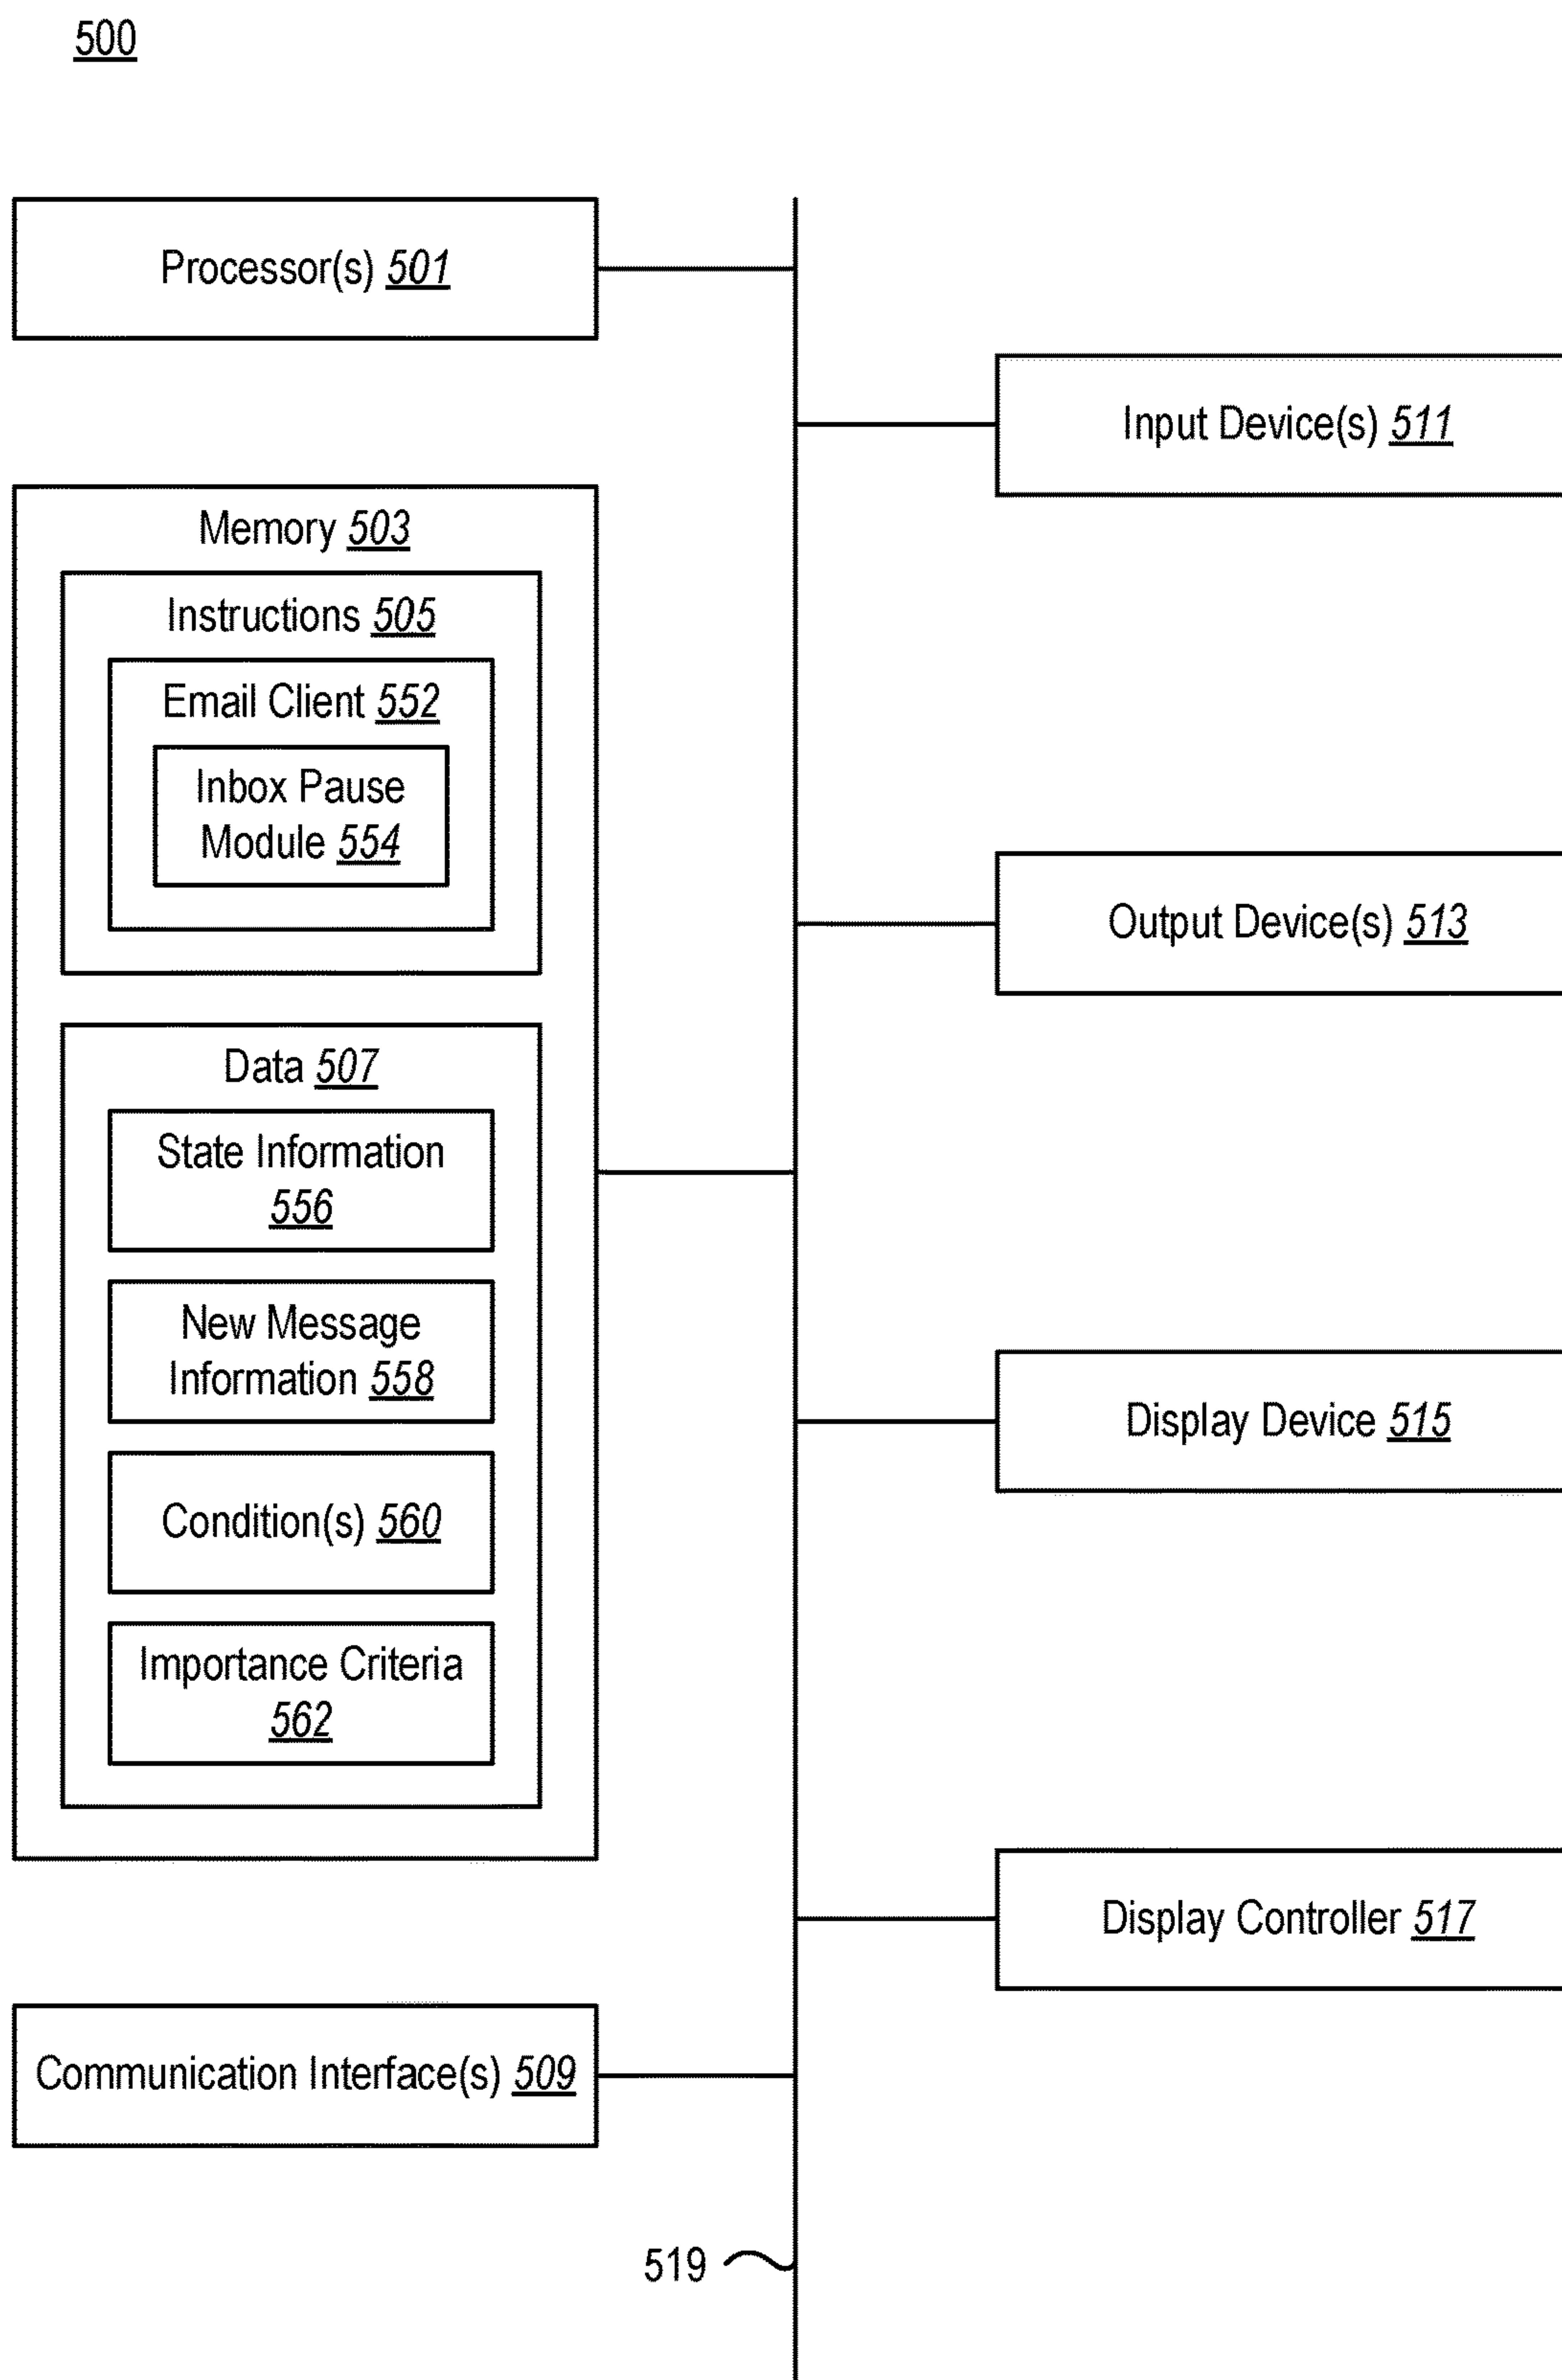 500
Processor(s) 501
Input Device(s) 511
Memory 503
Instructions 505
Email Client 552
Inbox Pause
Module 554
Output Device(s) 513
Data 507
State Information
556
New Message
Information 558
Display Device 515
Condition(s) 560
Importance Criteria
562
Display Controller 517
Communication Interface(s) 509
519